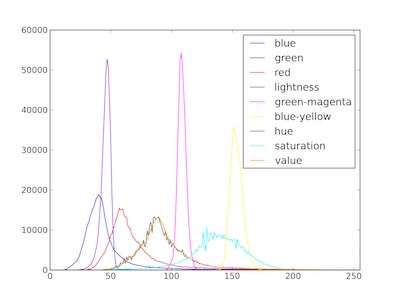 60000
50000
40000
30000
20000
10000
0
0 50 100 150 200 250
blue
green
red
lightness
green-magenta
blue-yellow
hue
saturation
value